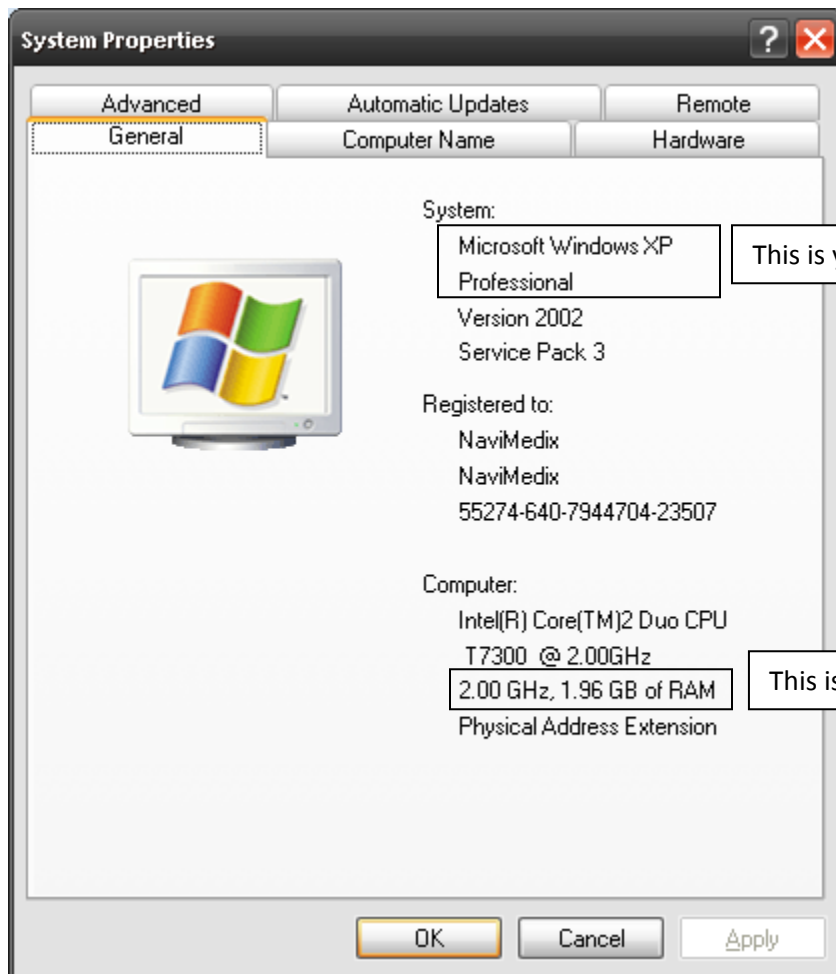 System Properties
Advanced Automatic Updates Remote
General Computer Name Hardware
System:
Microsoft Windows XP
Professional
This is
Version 2002
Service Pack 3
Registered to:
NaviMedix
NaviMedix
55274-640-7944704-23507
Computer:
Intel(R) Core(TM)2 Duo CPU
T7300 @ 2.00GHz
2.00 GHz, 1.96 GB of RAM
This is
Physical Address Extension
OK Cancel Apply